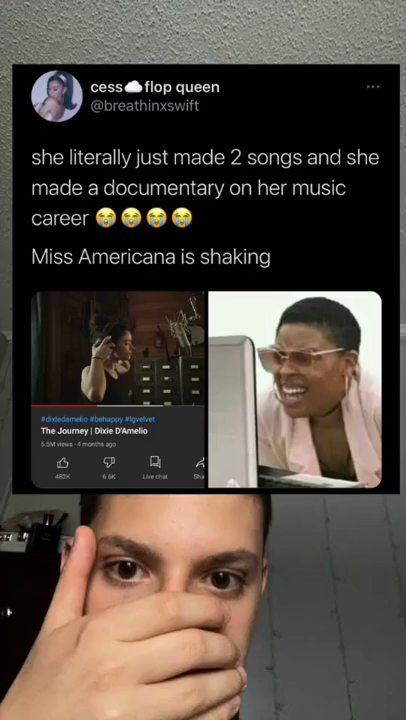 cess☁️flop queen
@breathinxswift
she literally just made 2 songs and she
made a documentary on her music
career 😭😭😭😭
Miss Americana is shaking
#dixiedamelio #behappy #lgvelvet
The Journey | Dixie D'Amelio
5.5M views · 4 months ago
482K
6.6K
Live chat
Sha